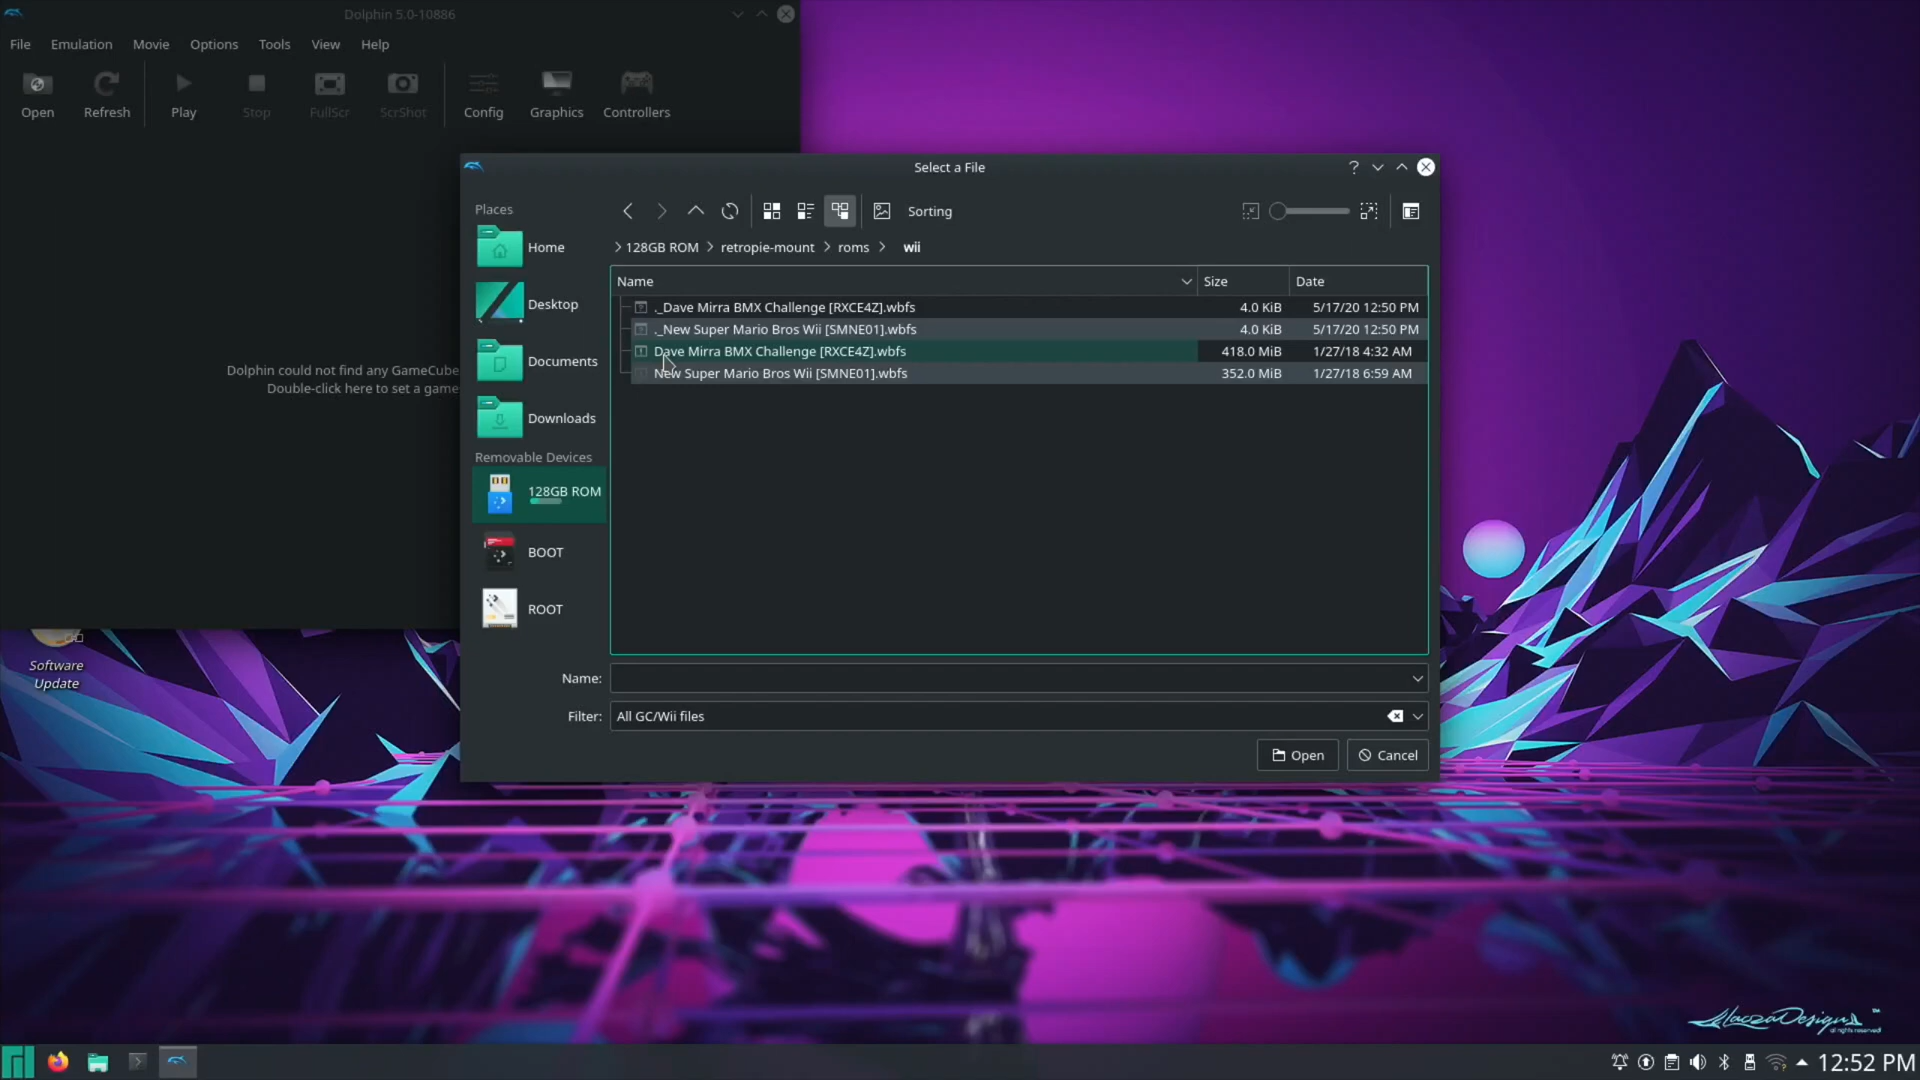 Dolphin 5.0-10886
File Emulation Movie Options Tools View Help
Open Refresh Play Stop FullScr ScrShot Config Graphics Controllers
Dolphin could not find any GameCube
Double-click here to set a game
Select a File
Places
Home
Desktop
Documents
Downloads
Removable Devices
128GB ROM
BOOT
ROOT
Sorting
128GB ROM retropie-mount roms wii
Name Size Date
._Dave Mirra BMX Challenge [RXCE4Z].wbfs 4.0 KiB 5/17/20 12:50 PM
._New Super Mario Bros Wii [SMNE01].wbfs 4.0 KiB 5/17/20 12:50 PM
Dave Mirra BMX Challenge [RXCE4Z].wbfs 418.0 MiB 1/27/18 4:32 AM
New Super Mario Bros Wii [SMNE01].wbfs 352.0 MiB 1/27/18 6:59 AM
Name:
Filter: All GC/Wii files
Open Cancel
Software
Update
all rights reserved
12:52 PM